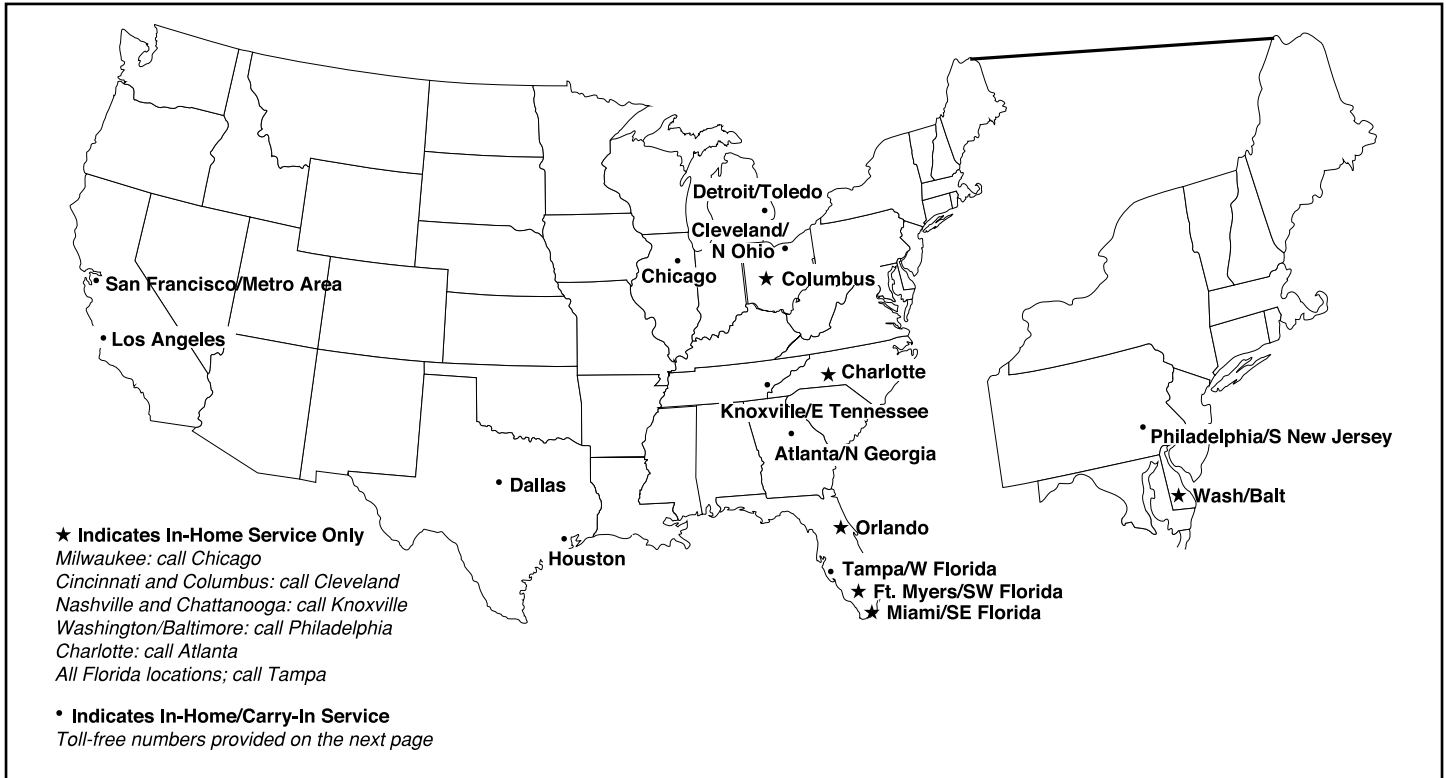 Detroit/Toledo
Cleveland/
N Ohio
Chicago
★ Columbus
San Francisco/Metro Area
Los Angeles
★ Charlotte
Knoxville/E Tennessee
Atlanta/N Georgia
Philadelphia/S New Jersey
★ Wash/Balt
• Dallas
Houston
★ Orlando
Tampa/W Florida
★ Ft. Myers/SW Florida
★ Miami/SE Florida
★ Indicates In-Home Service Only
Milwaukee: call Chicago
Cincinnati and Columbus: call Cleveland
Nashville and Chattanooga: call Knoxville
Washington/Baltimore: call Philadelphia
Charlotte: call Atlanta
All Florida locations; call Tampa
• Indicates In-Home/Carry-In Service
Toll-free numbers provided on the next page